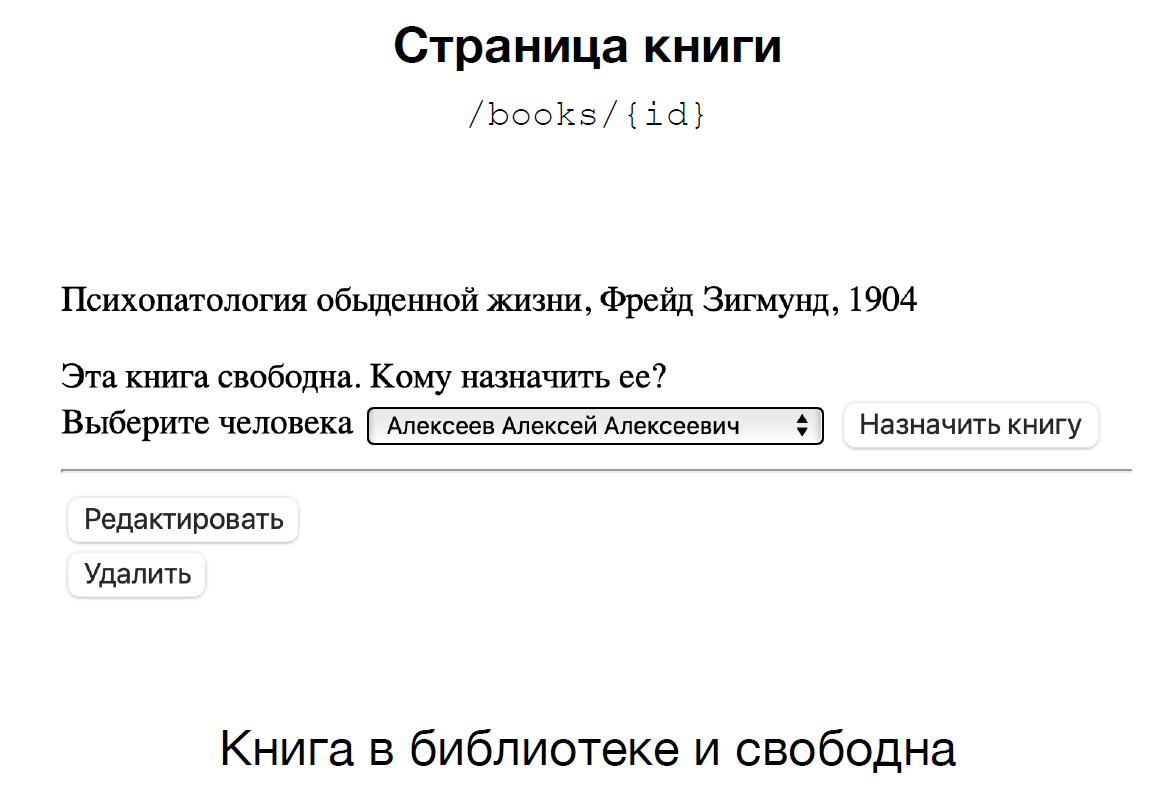 Страница книги
/books/{id}
Психопатология обыденной жизни, Фрейд Зигмунд, 1904
Эта книга свободна. Кому назначить ее?
Выберите человека Алексеев Алексей Алексеевич Назначить книгу
Редактировать
Удалить
Книга в библиотеке и свободна